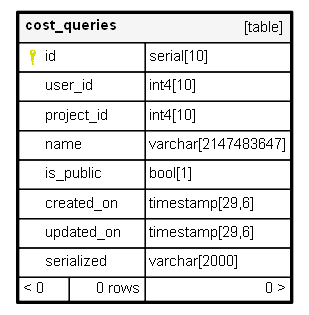 cost_queries [table]
id serial[10]
user_id int4[10]
project_id int4[10]
name varchar[2147483647]
is_public bool[1]
created_on timestamp[29,6]
updated_on timestamp[29,6]
serialized varchar[2000]
< 0 0 rows 0 >